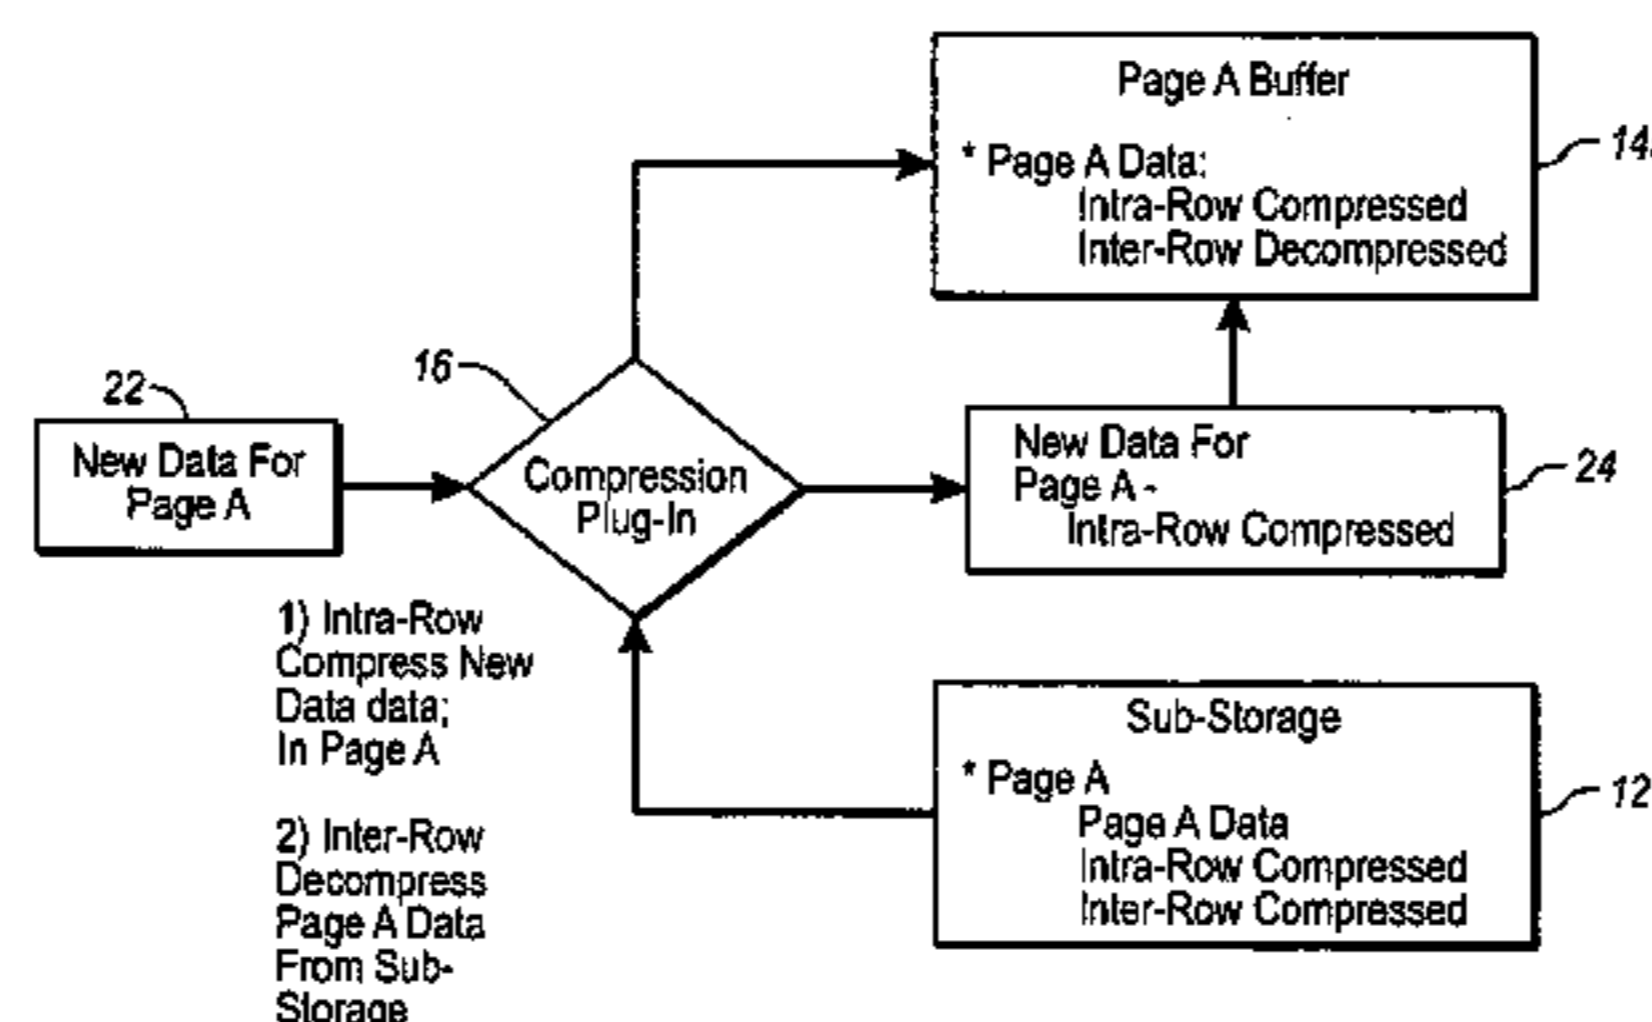 Page A Buffer
* Page A Data:
Intra-Row Compressed
Inter-Row Decompressed
14
16
22
New Data For
Page A
Compression
Plug-In
New Data For
Page A -
Intra-Row Compressed
24
1) Intra-Row
Compress New
Data data;
In Page A
2) Inter-Row
Decompress
Page A Data
From Sub-
Storage
Sub-Storage
* Page A
Page A Data
Intra-Row Compressed
Inter-Row Compressed
12